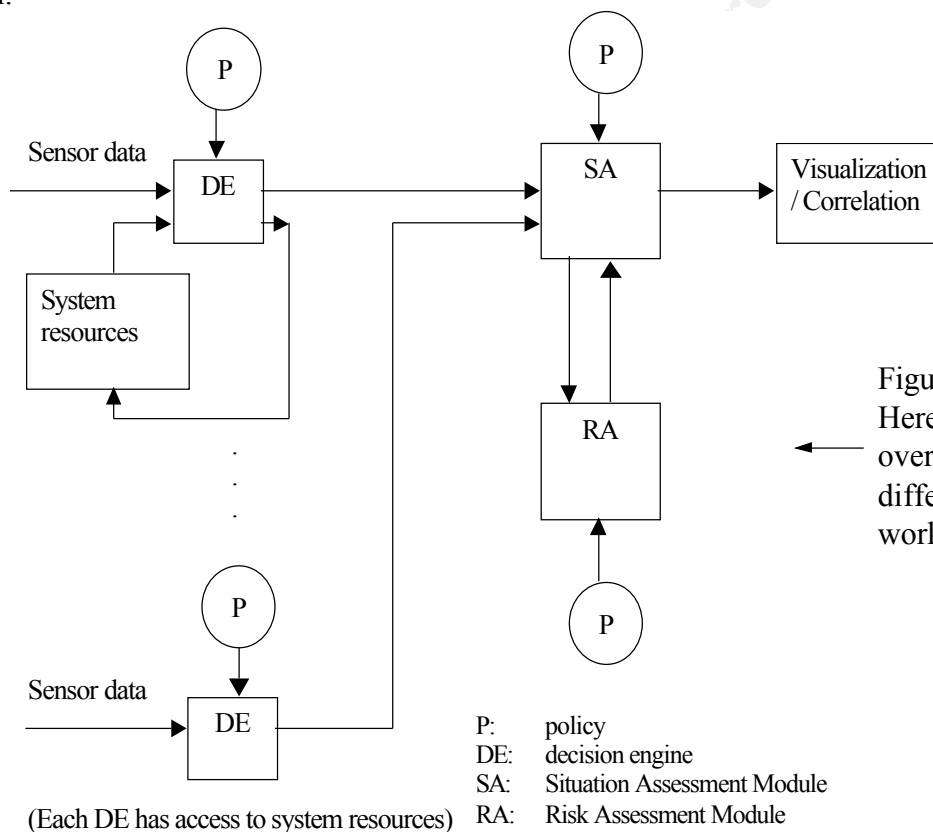 P
P
Sensor data
DE
SA
Visualization
/ Correlation
System
resources
RA
Here
P
P
Sensor data
DE
P: policy
DE: decision engine
SA: Situation Assessment Module
RA: Risk Assessment Module
(Each DE has access to system resources)